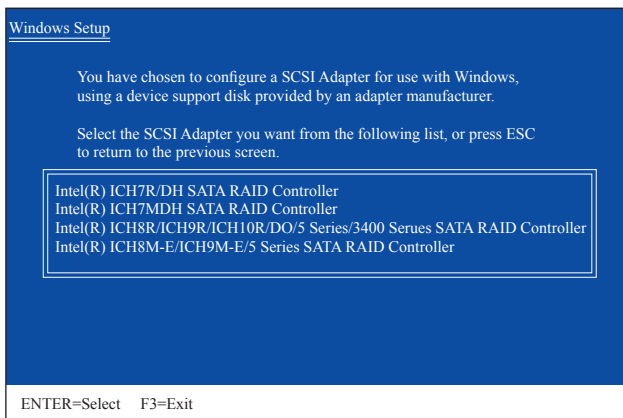 Windows Setup
You have chosen to configure a SCSI Adapter for use with Windows,
using a device support disk provided by an adapter manufacturer.
Select the SCSI Adapter you want from the following list, or press ESC
to return to the previous screen.
Intel(R) ICH7R/DH SATA RAID Controller
Intel(R) ICH7MDH SATA RAID Controller
Intel(R) ICH8R/ICH9R/ICH10R/DO/5 Series/3400 Serues SATA RAID Controller
Intel(R) ICH8M-E/ICH9M-E/5 Series SATA RAID Controller
ENTER=Select F3=Exit